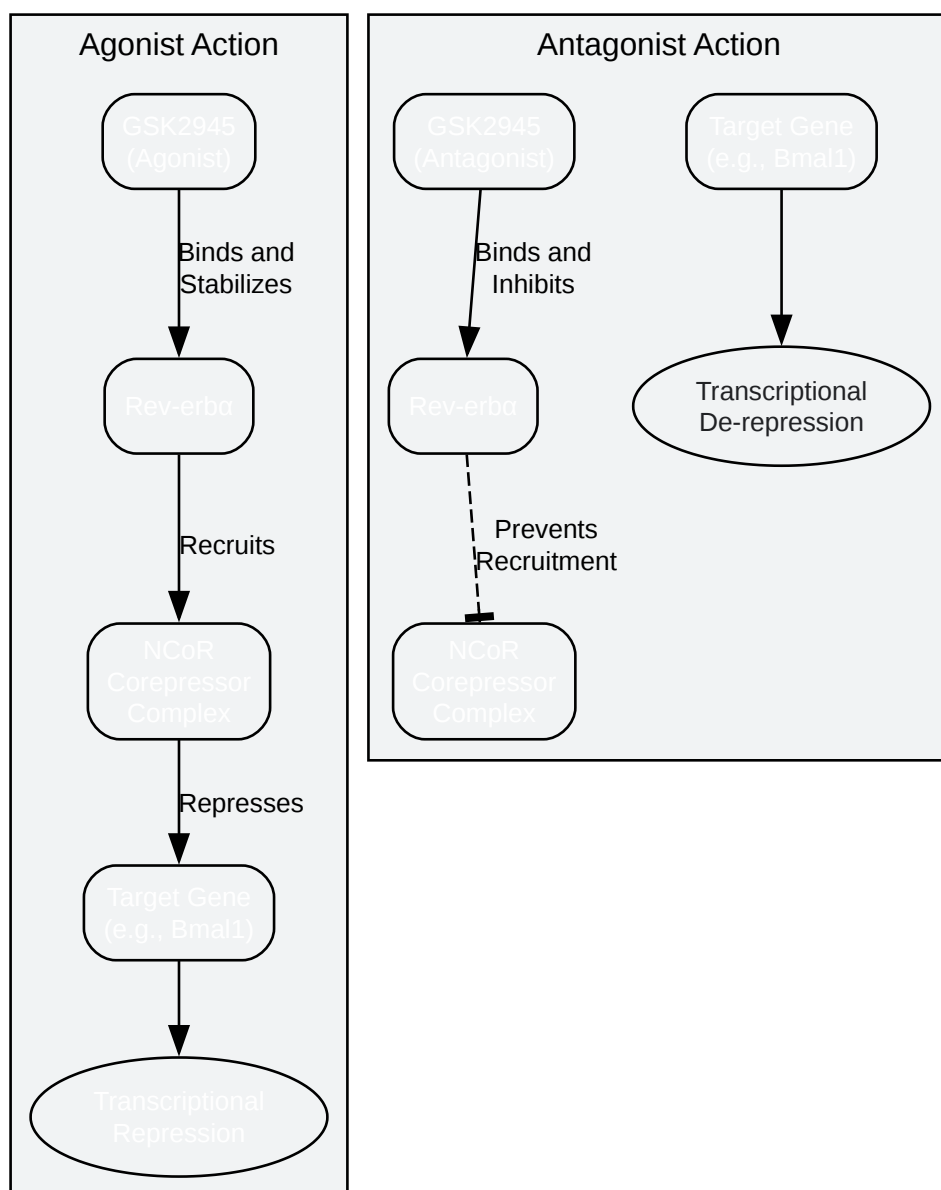 Agonist Action
GSK2945
(Agonist)
Binds and
Stabilizes
Rev-erbα
Recruits
NCoR
Corepressor
Complex
Represses
Target Gene
(e.g., Bmal1)
Transcriptional
Repression
Antagonist Action
GSK2945
(Antagonist)
Binds and
Inhibits
Rev-erbα
Prevents
Recruitment
NCoR
Corepressor
Complex
Target Gene
(e.g., Bmal1)
Transcriptional
De-repression